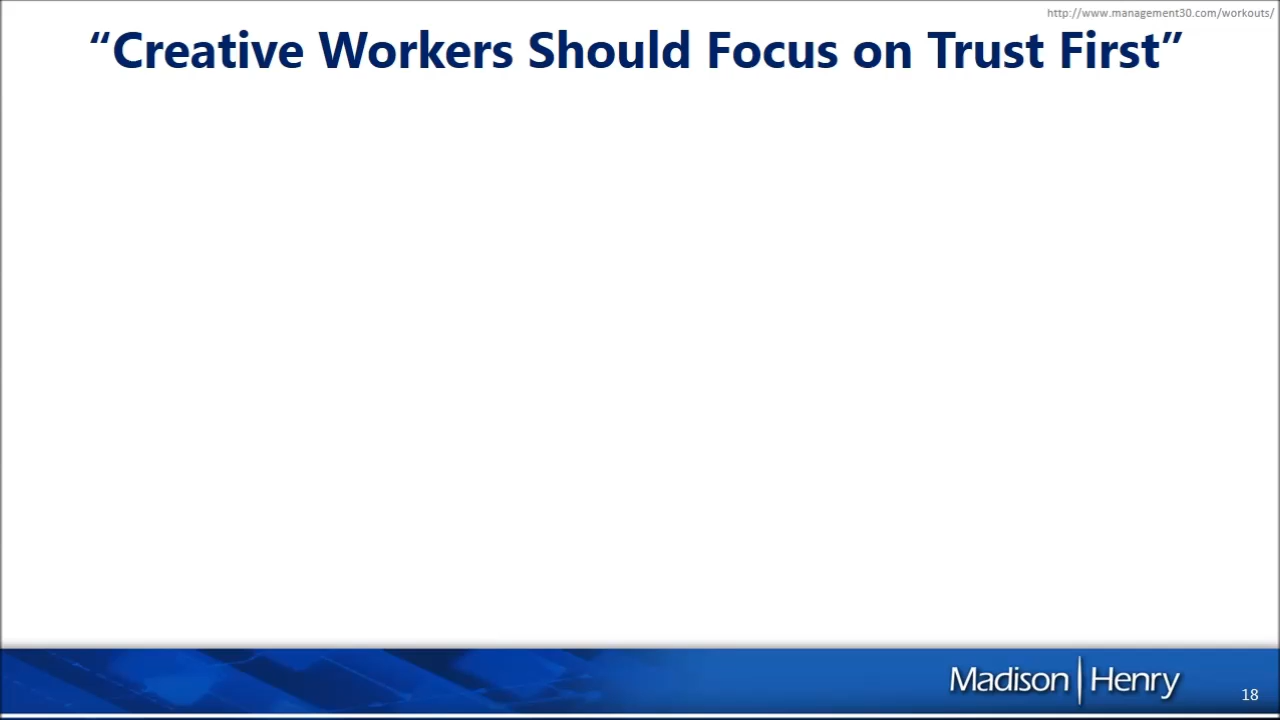 http://www.management30.com/workouts/
“Creative Workers Should Focus on Trust First”
Madison|Henry
18